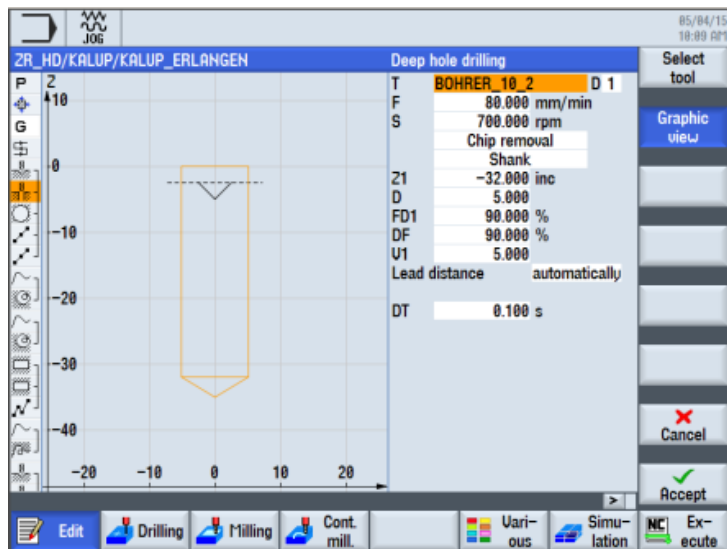 JOG
05/04/15
10:09 AM
ZR_HD/KALUP/KALUP_ERLANGEN
Deep hole drilling
Select
tool
P
Z
T BOHRER_10_2 D 1
10
F 80.000 mm/min
G
S 700.000 rpm
Graphic
view
Chip removal
Shank
0
Z1 -32.000 inc
D 5.000
FD1 90.000 %
-10
DF 90.000 %
V1 5.000
Lead distance automatically
-20
DT 0.100 s
-30
-40
Cancel
-20 -10 0 10 20
Accept
>
Edit
Drilling
Milling
Cont.
mill.
Vari-
ous
Simu-
lation
NC Ex-
ecute